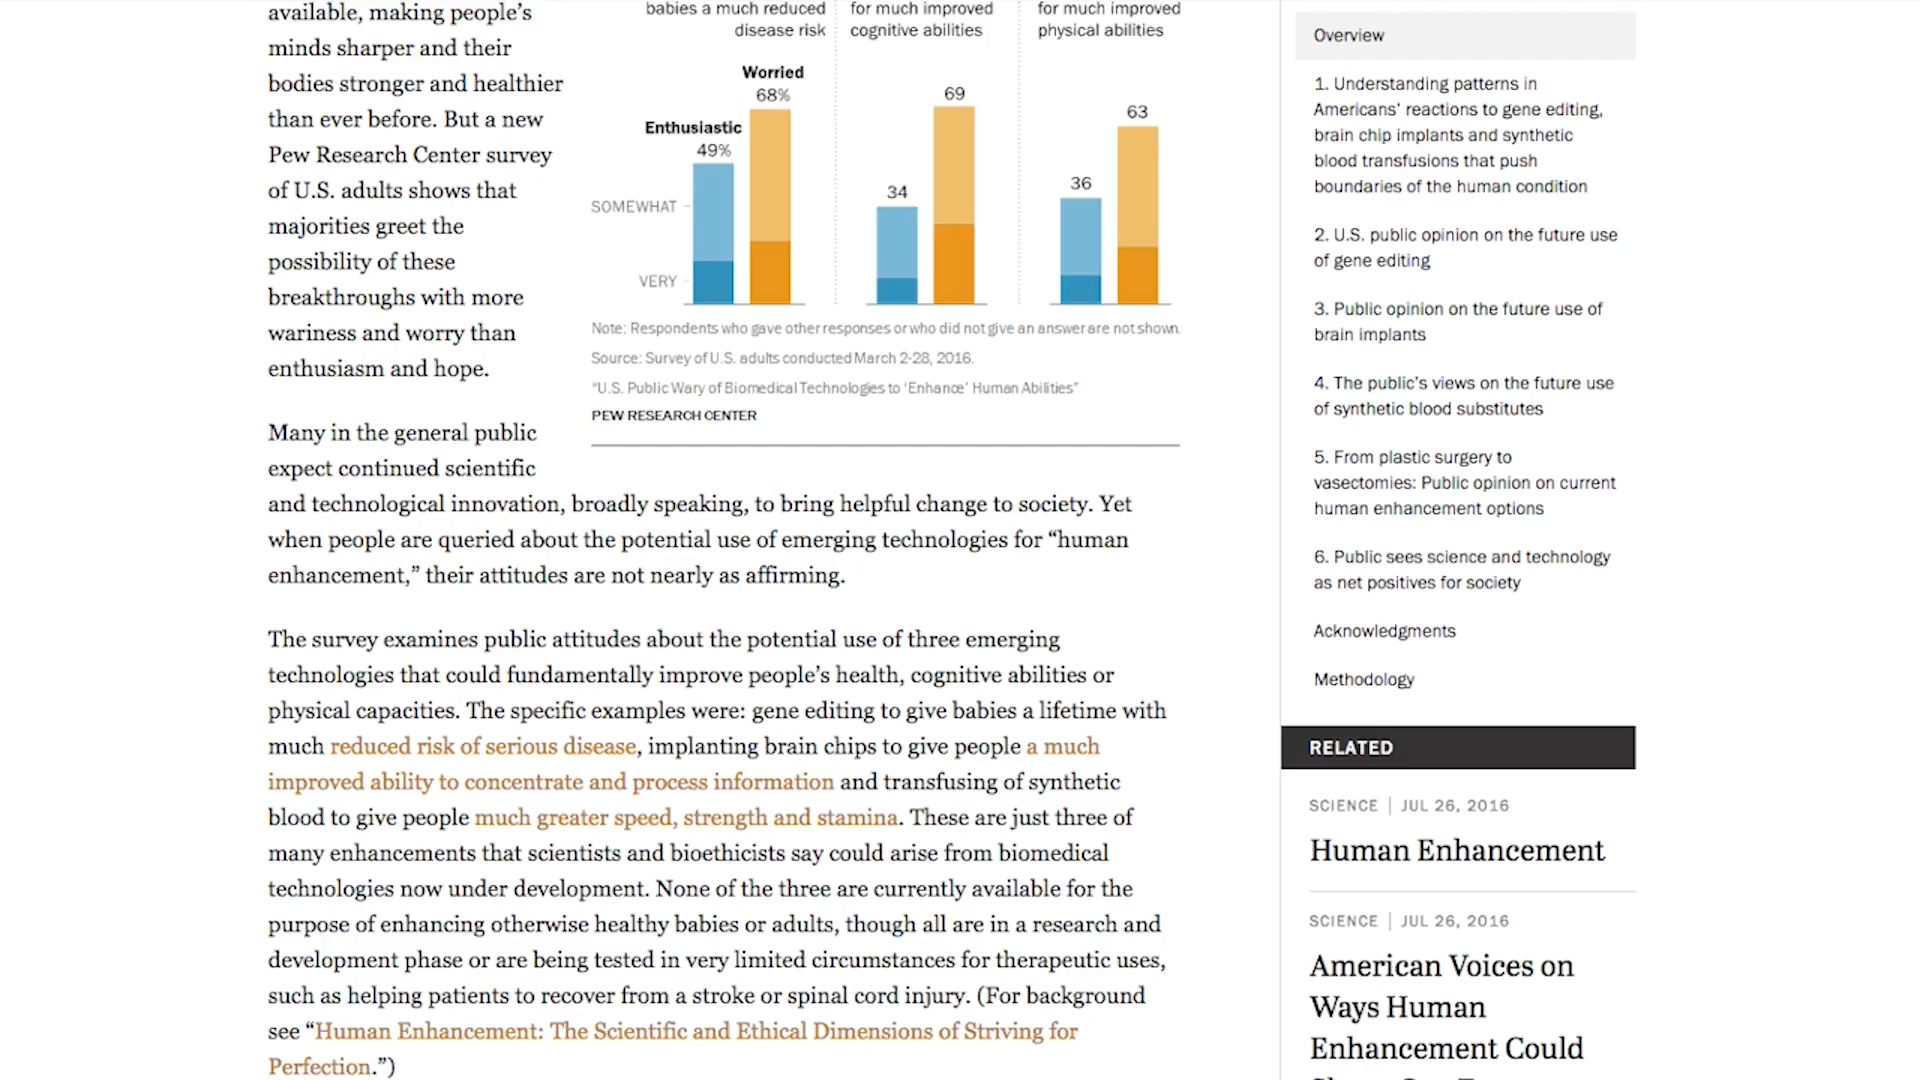 available, making people’s
minds sharper and their
bodies stronger and healthier
than ever before. But a new
Pew Research Center survey
of U.S. adults shows that
majorities greet the
possibility of these
breakthroughs with more
wariness and worry than
enthusiasm and hope.
babies a much reduced
disease risk
for much improved
cognitive abilities
for much improved
physical abilities
Worried
68%
Enthusiastic
49%
69
34
63
36
SOMEWHAT
VERY
Note: Respondents who gave other responses or who did not give an answer are not shown.
Source: Survey of U.S. adults conducted March 2-28, 2016.
“U.S. Public Wary of Biomedical Technologies to ‘Enhance’ Human Abilities”
PEW RESEARCH CENTER
Many in the general public
expect continued scientific
and technological innovation, broadly speaking, to bring helpful change to society. Yet
when people are queried about the potential use of emerging technologies for “human
enhancement,” their attitudes are not nearly as affirming.
The survey examines public attitudes about the potential use of three emerging
technologies that could fundamentally improve people’s health, cognitive abilities or
physical capacities. The specific examples were: gene editing to give babies a lifetime with
much reduced risk of serious disease, implanting brain chips to give people a much
improved ability to concentrate and process information and transfusing of synthetic
blood to give people much greater speed, strength and stamina. These are just three of
many enhancements that scientists and bioethicists say could arise from biomedical
technologies now under development. None of the three are currently available for the
purpose of enhancing otherwise healthy babies or adults, though all are in a research and
development phase or are being tested in very limited circumstances for therapeutic uses,
such as helping patients to recover from a stroke or spinal cord injury. (For background
see “Human Enhancement: The Scientific and Ethical Dimensions of Striving for
Perfection.”)
Overview
1. Understanding patterns in
Americans’ reactions to gene editing,
brain chip implants and synthetic
blood transfusions that push
boundaries of the human condition
2. U.S. public opinion on the future use
of gene editing
3. Public opinion on the future use of
brain implants
4. The public’s views on the future use
of synthetic blood substitutes
5. From plastic surgery to
vasectomies: Public opinion on current
human enhancement options
6. Public sees science and technology
as net positives for society
Acknowledgments
Methodology
RELATED
SCIENCE | JUL 26, 2016
Human Enhancement
SCIENCE | JUL 26, 2016
American Voices on
Ways Human
Enhancement Could